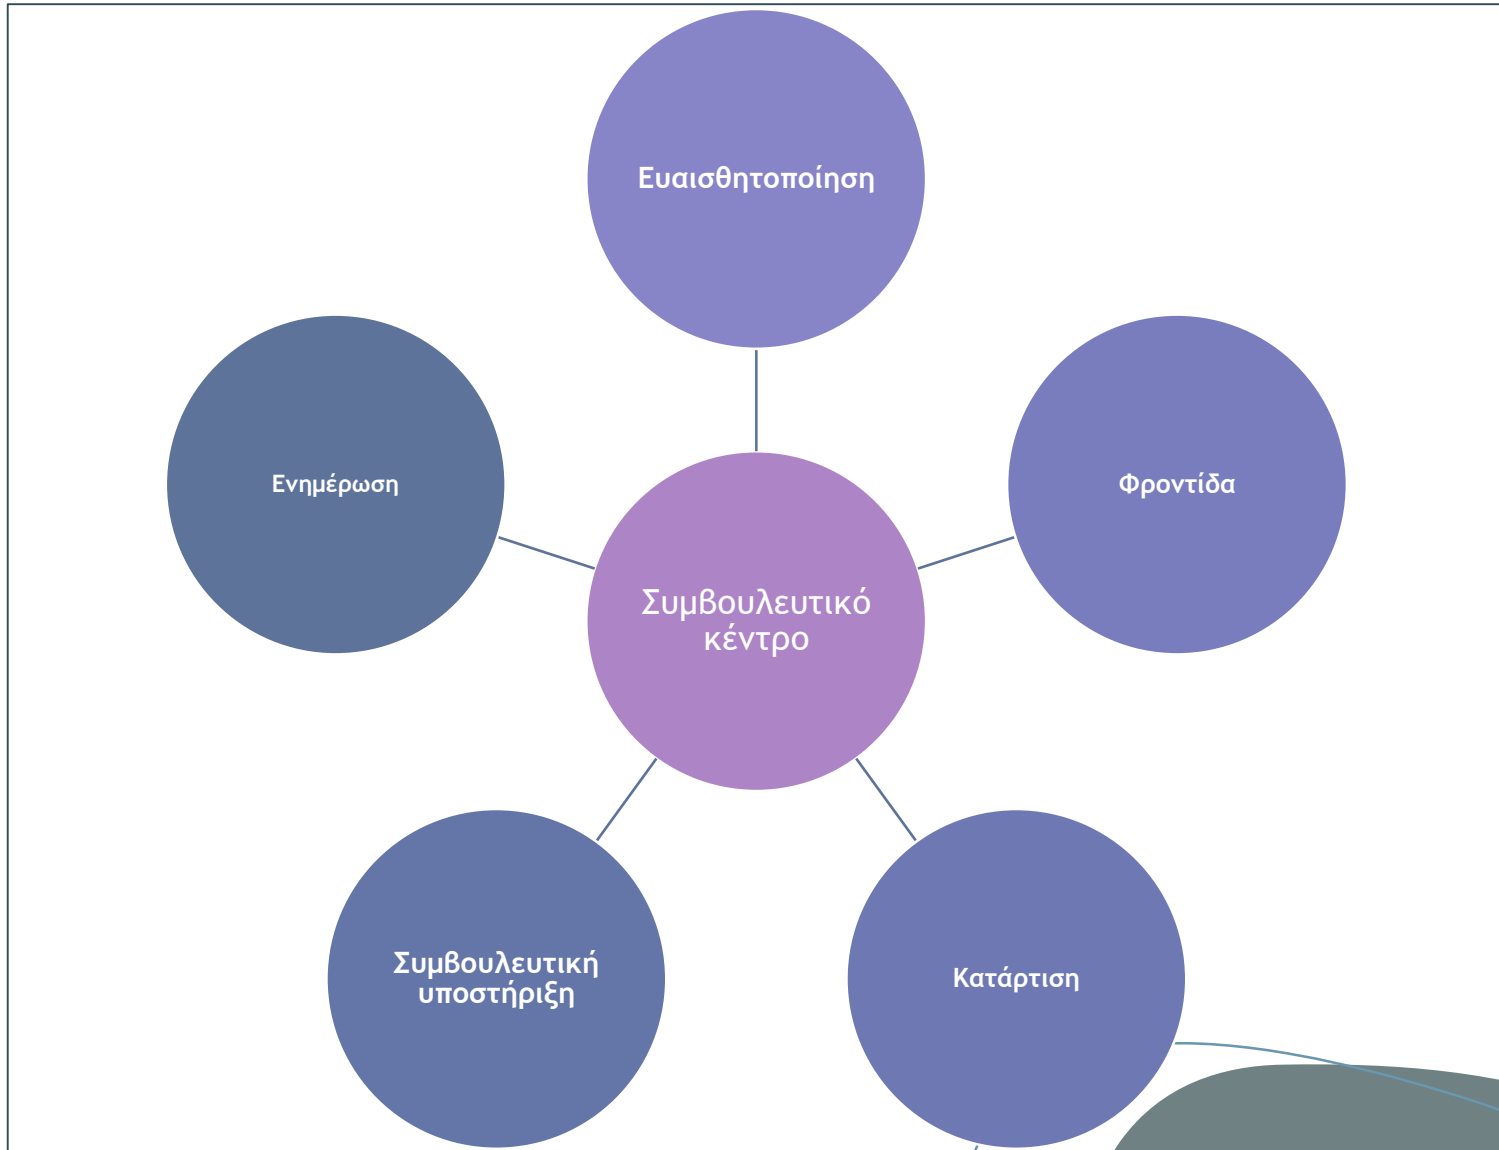 Ευαισθητοποίηση
Ενημέρωση
Φροντίδα
Συμβουλευτικό
κέντρο
Συμβουλευτική
υποστήριξη
Κατάρτιση